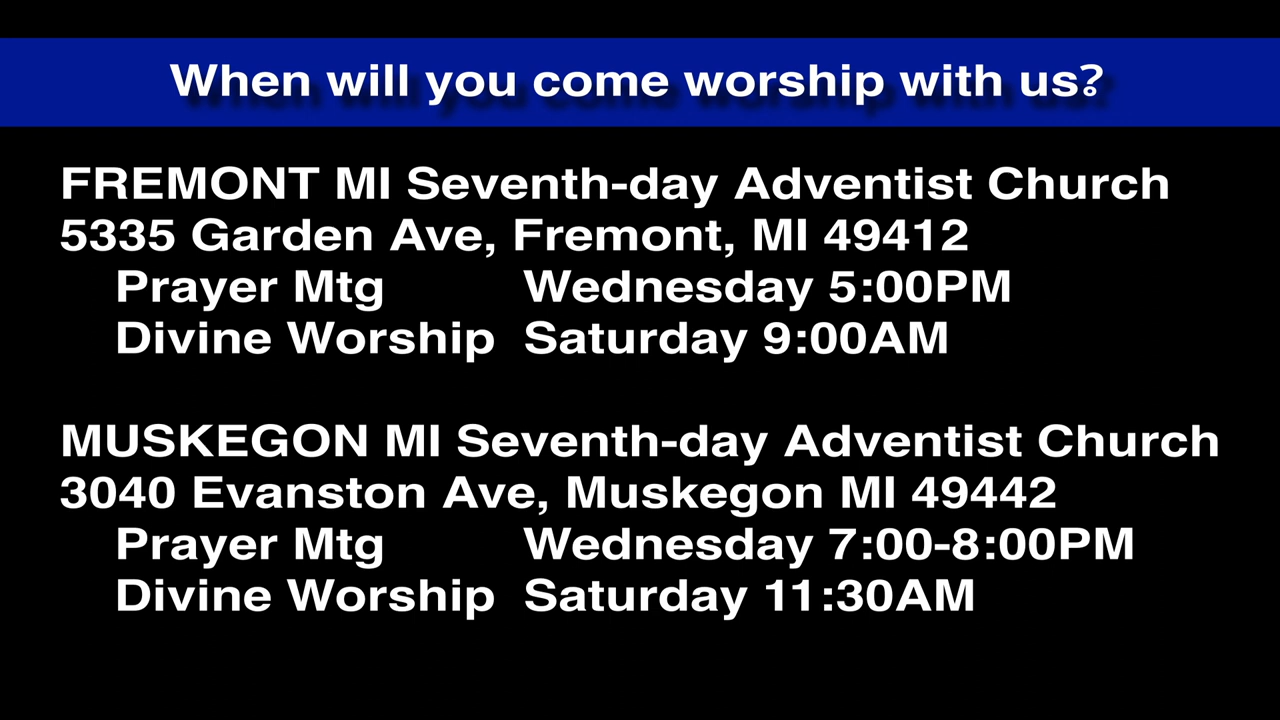 When will you come worship with us?
FREMONT MI Seventh-day Adventist Church
5335 Garden Ave, Fremont, MI 49412
Prayer Mtg Wednesday 5:00PM
Divine Worship Saturday 9:00AM
MUSKEGON MI Seventh-day Adventist Church
3040 Evanston Ave, Muskegon MI 49442
Prayer Mtg Wednesday 7:00-8:00PM
Divine Worship Saturday 11:30AM